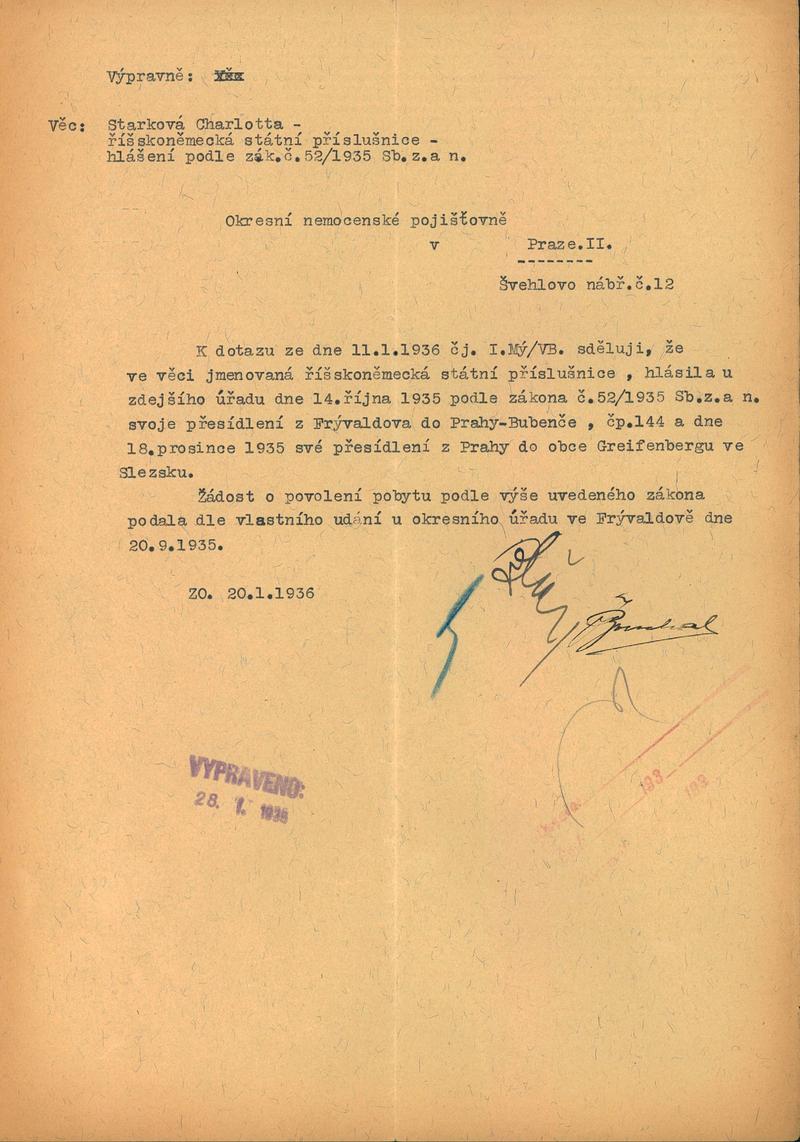 Výpravně:
Věc: Starková Charlotta -
říšskoněmecká státní příslušnice -
hlášení podle zák.č.52/1935 Sb.z.a n.
Okresní nemocenské pojišťovně
v Praze.II.
--------
Švehlovo nábř.č.12
K dotazu ze dne 11.1.1936 čj. I.Mý/VB. sděluji, že
ve věci jmenovaná říšskoněmecká státní příslušnice , hlásila u
zdejšího úřadu dne 14.října 1935 podle zákona č.52/1935 Sb.z.a n.
svoje přesídlení z Frývaldova do Prahy-Bubenče , čp.144 a dne
18.prosince 1935 své přesídlení z Prahy do obce Greifenbergu ve
Slezsku.
Žádost o povolení pobytu podle výše uvedeného zákona
podala dle vlastního udání u okresního úřadu ve Frývaldově dne
20.9.1935.
ZO. 20.1.1936
VYPRAVENO:
28. 1. 1936
193
193